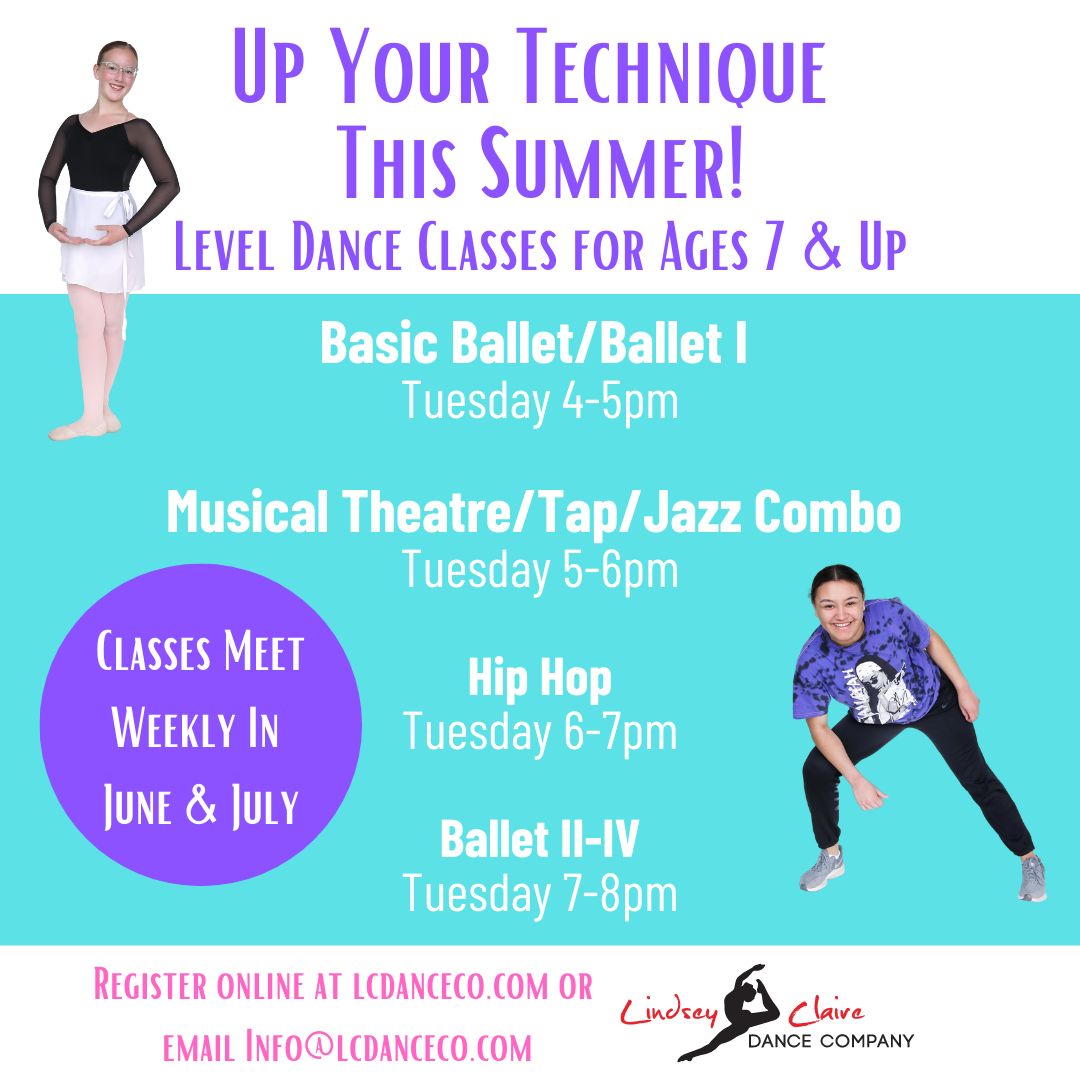 Up Your Technique
This Summer!
Level Dance Classes for Ages 7 & Up
Basic Ballet/Ballet I
Tuesday 4-5pm
Musical Theatre/Tap/Jazz Combo
Tuesday 5-6pm
Classes Meet
Weekly In
June & July
Hip Hop
Tuesday 6-7pm
Ballet II-IV
Tuesday 7-8pm
Register online at lcdanceco.com or
email Info@lcdanceco.com
Lindsey Claire
DANCE COMPANY